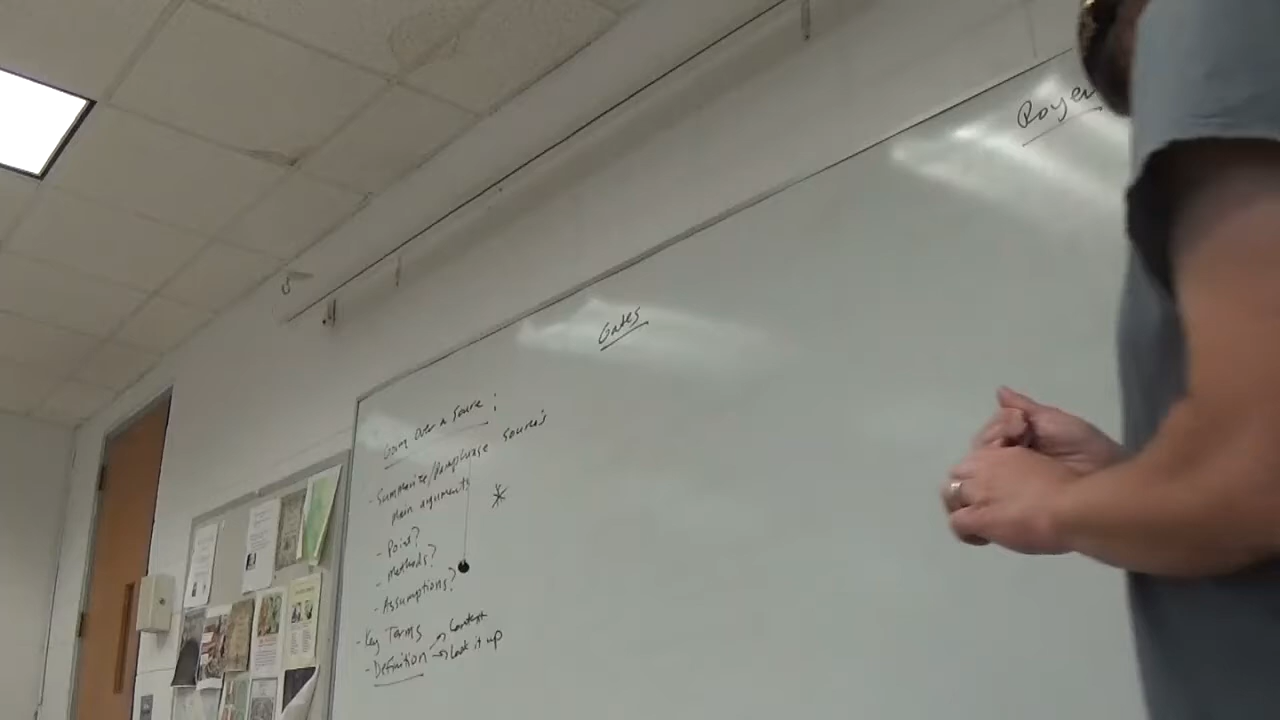 Royer
Gates
Going over a Source:
- Summarize/Paraphrase source's
main arguments
- Point?
- Methods?
- Assumptions?
- Key Terms
- Definition → Context
→ Look it up